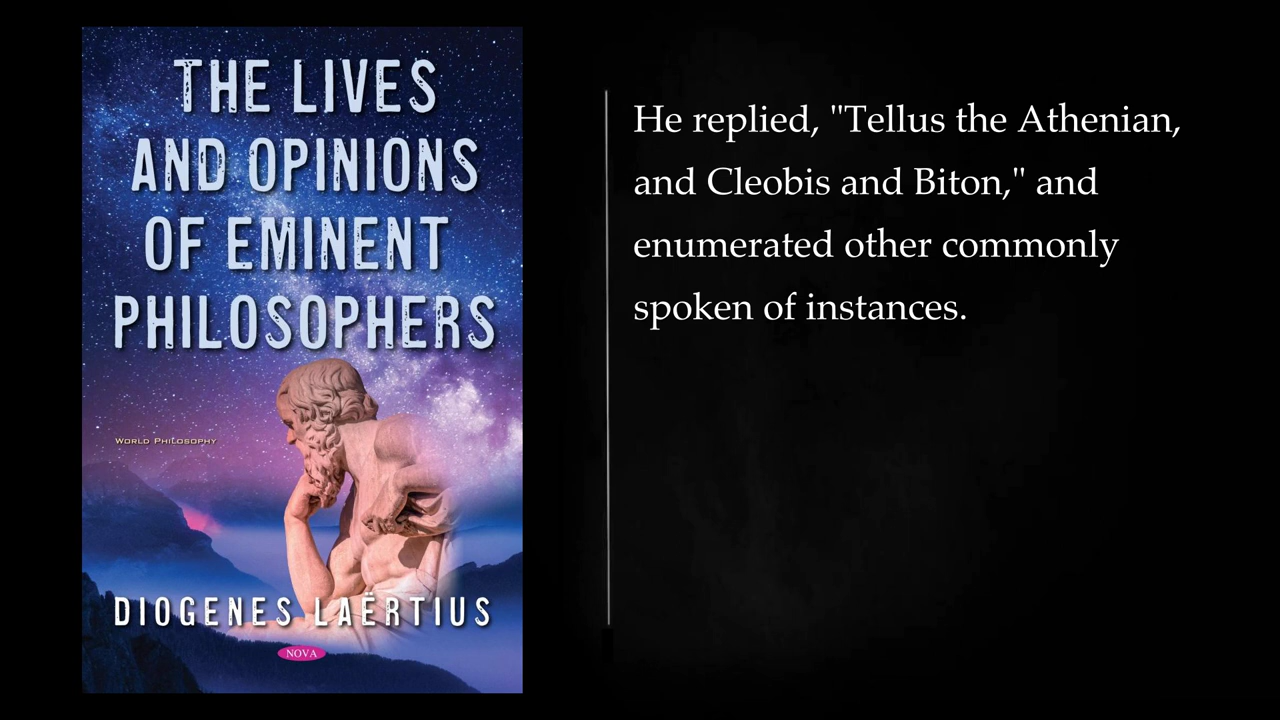 THE LIVES
AND OPINIONS
OF EMINENT
PHILOSOPHERS
WORLD PHILOSOPHY
DIOGENES LAËRTIUS
NOVA
He replied, "Tellus the Athenian,
and Cleobis and Biton," and
enumerated other commonly
spoken of instances.